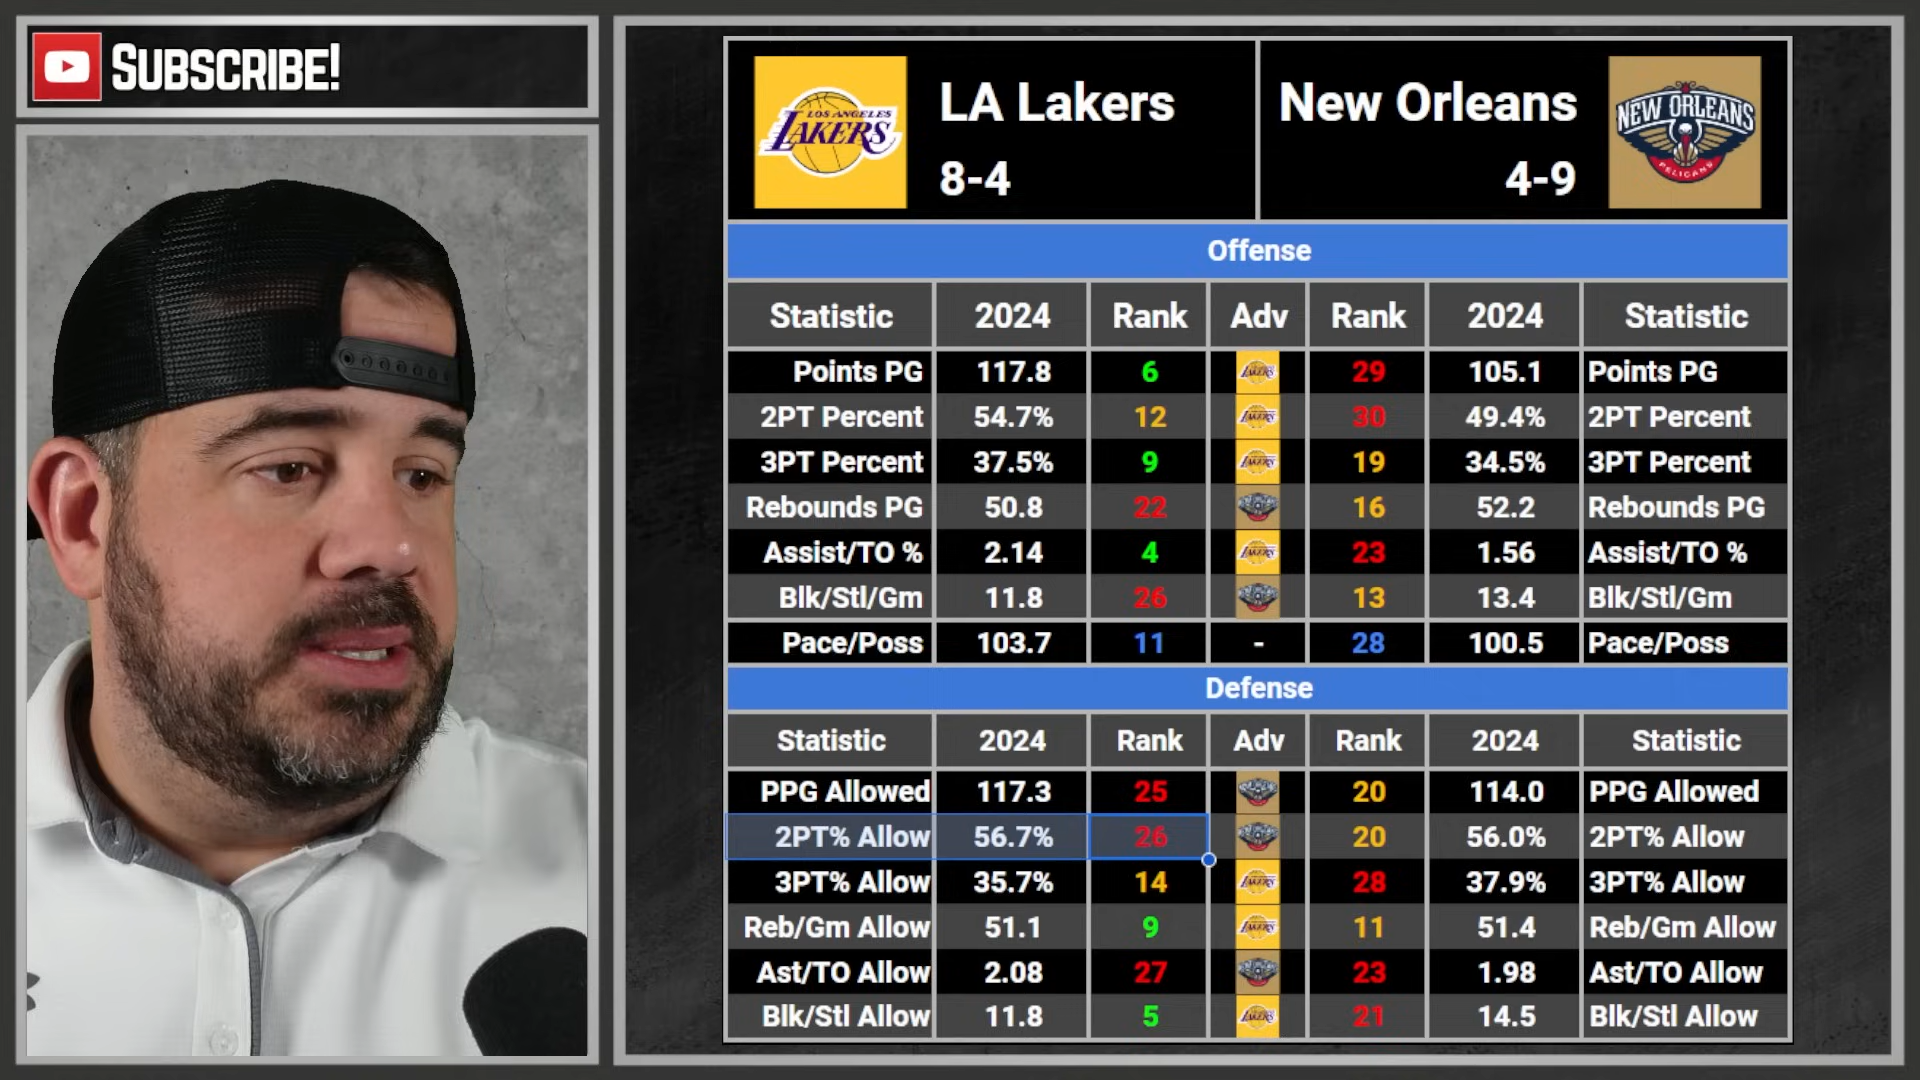 SUBSCRIBE!
LOS ANGELES
LAKERS
LA Lakers
8-4
New Orleans
4-9
NEW ORLEANS
PELICANS
Offense
Statistic 2024 Rank Adv Rank 2024 Statistic
Points PG 117.8 6 29 105.1 Points PG
2PT Percent 54.7% 12 30 49.4% 2PT Percent
3PT Percent 37.5% 9 19 34.5% 3PT Percent
Rebounds PG 50.8 22 16 52.2 Rebounds PG
Assist/TO % 2.14 4 23 1.56 Assist/TO %
Blk/Stl/Gm 11.8 26 13 13.4 Blk/Stl/Gm
Pace/Poss 103.7 11 - 28 100.5 Pace/Poss
Defense
Statistic 2024 Rank Adv Rank 2024 Statistic
PPG Allowed 117.3 25 20 114.0 PPG Allowed
2PT% Allow 56.7% 26 20 56.0% 2PT% Allow
3PT% Allow 35.7% 14 28 37.9% 3PT% Allow
Reb/Gm Allow 51.1 9 11 51.4 Reb/Gm Allow
Ast/TO Allow 2.08 27 23 1.98 Ast/TO Allow
Blk/Stl Allow 11.8 5 21 14.5 Blk/Stl Allow